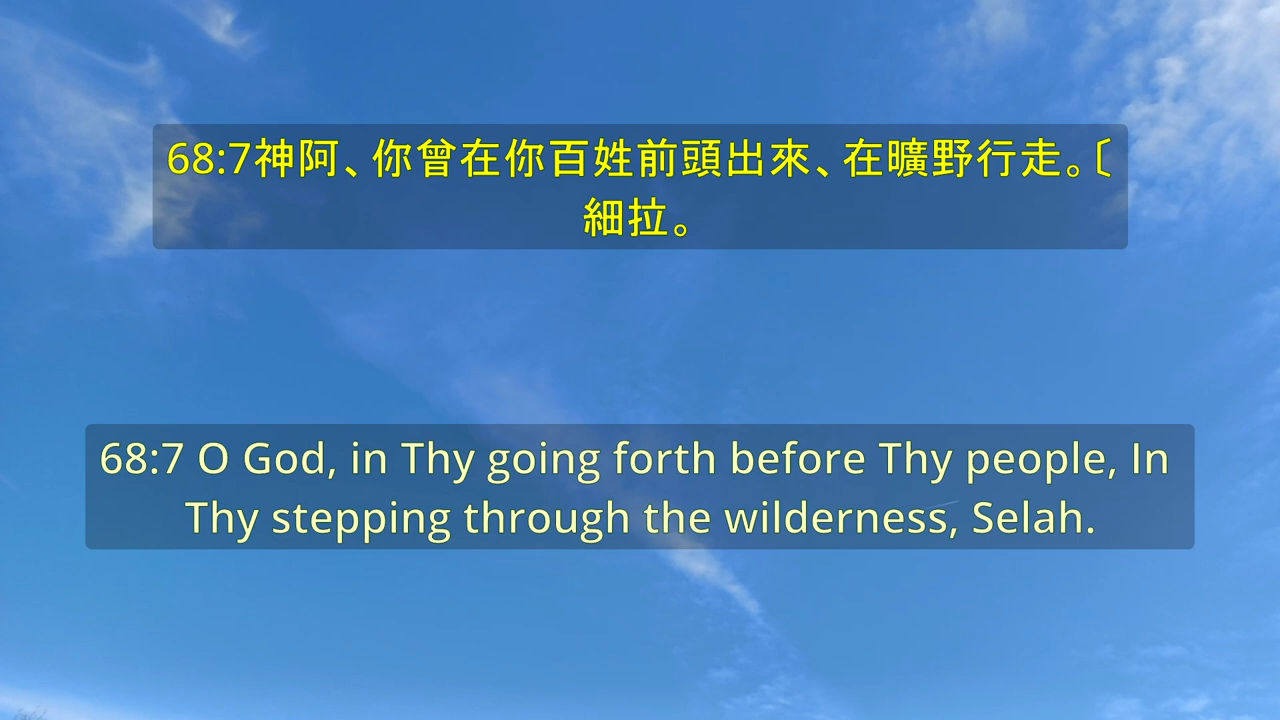 68:7神阿、你曾在你百姓前頭出來、在曠野行走。〔
細拉。
68:7 O God, in Thy going forth before Thy people, In
Thy stepping through the wilderness, Selah.